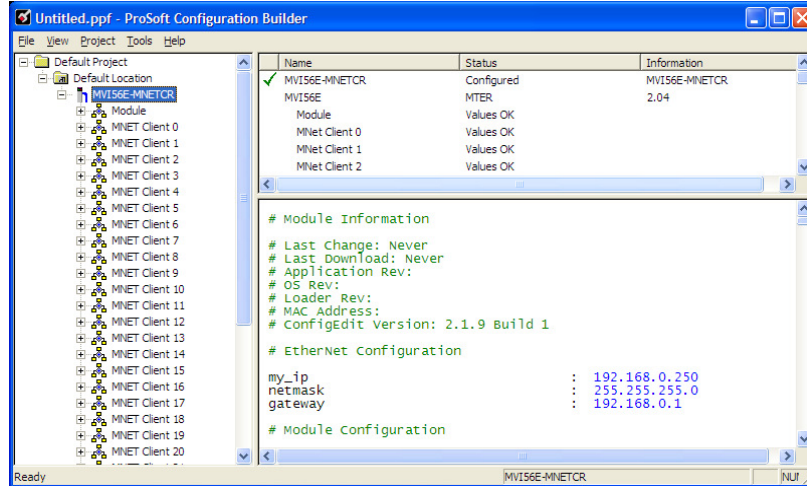 Untitled.ppf - ProSoft Configuration Builder
File View Project Tools Help
Default Project
Default Location
MVI56E-MNETCR
Module
MNET Client 0
MNET Client 1
MNET Client 2
MNET Client 3
MNET Client 4
MNET Client 5
MNET Client 6
MNET Client 7
MNET Client 8
MNET Client 9
MNET Client 10
MNET Client 11
MNET Client 12
MNET Client 13
MNET Client 14
MNET Client 15
MNET Client 16
MNET Client 17
MNET Client 18
MNET Client 19
MNET Client 20
Name Status Information
MVI56E-MNETCR Configured MVI56E-MNETCR
MVI56E MTER 2.04
Module Values OK
MNet Client 0 Values OK
MNet Client 1 Values OK
MNet Client 2 Values OK
# Module Information
# Last Change: Never
# Last Download: Never
# Application Rev:
# OS Rev:
# Loader Rev:
# MAC Address:
# ConfigEdit Version: 2.1.9 Build 1
# EtherNet Configuration
my_ip : 192.168.0.250
netmask : 255.255.255.0
gateway : 192.168.0.1
# Module Configuration
Ready MVI56E-MNETCR